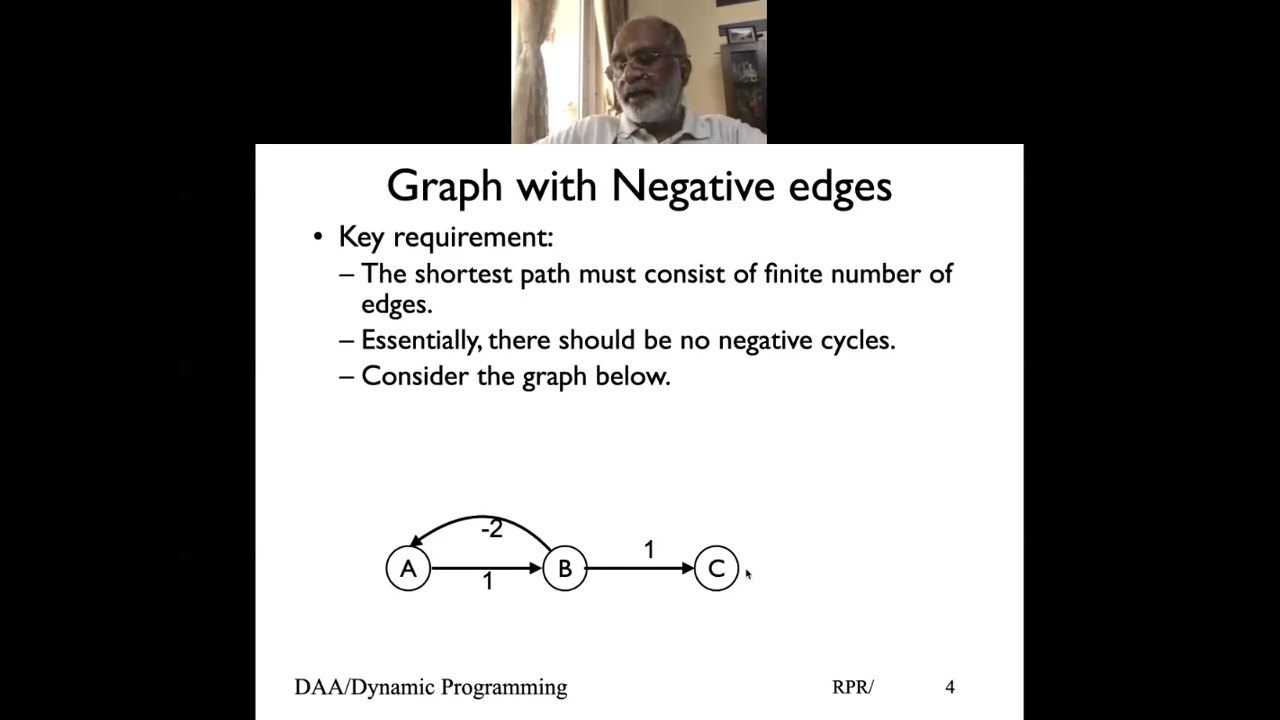 Graph with Negative edges
• Key requirement:
– The shortest path must consist of finite number of
edges.
– Essentially, there should be no negative cycles.
– Consider the graph below.
-2
1
A
B
C
1
DAA/Dynamic Programming
RPR/
4